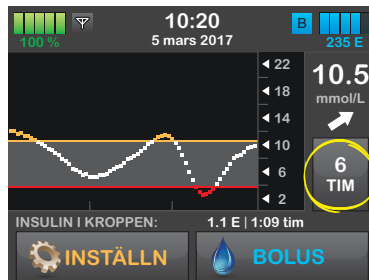 10:20
B
100 %
5 mars 2017
235 E
22
10.5
mmol/L
18
14
10
6
2
6
TIM
INSULIN I KROPPEN: 1.1 E | 1:09 tim
INSTÄLLN
BOLUS